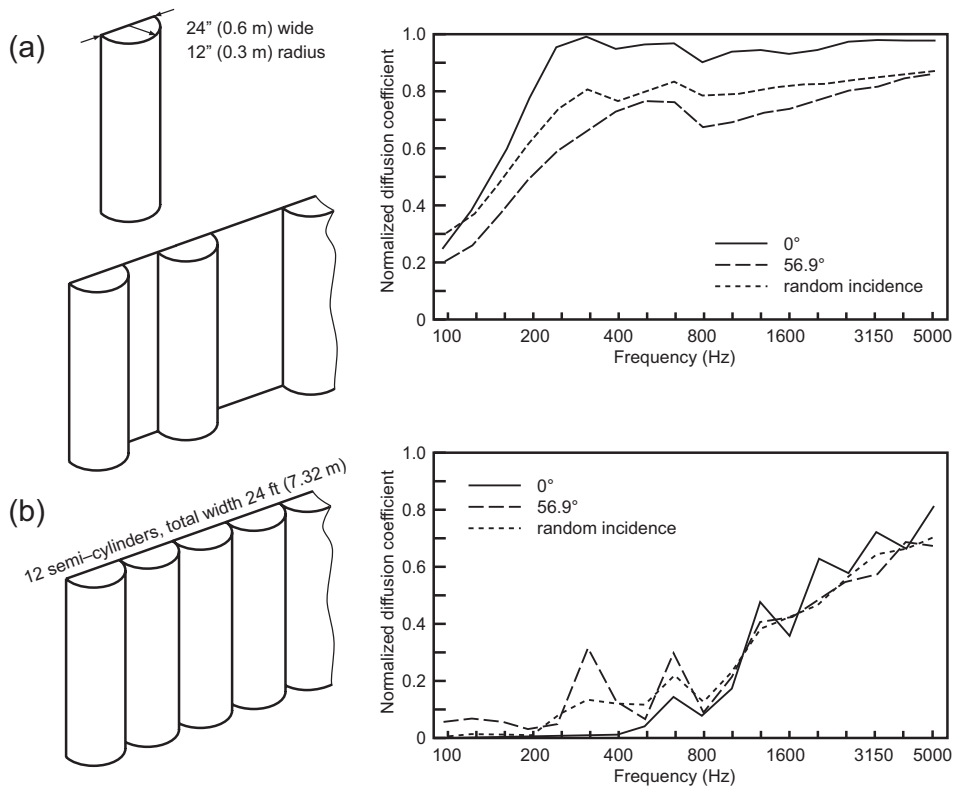 (a)
24” (0.6 m) wide
12” (0.3 m) radius
Normalized diffusion coefficient
1.0
0.8
0.6
0.4
0.2
0
0°
56.9°
random incidence
100 200 400 800 1600 3150 5000
Frequency (Hz)
(b)
12 semi–cylinders, total width 24 ft (7.32 m)
Normalized diffusion coefficient
1.0
0.8
0.6
0.4
0.2
0
0°
56.9°
random incidence
100 200 400 800 1600 3150 5000
Frequency (Hz)